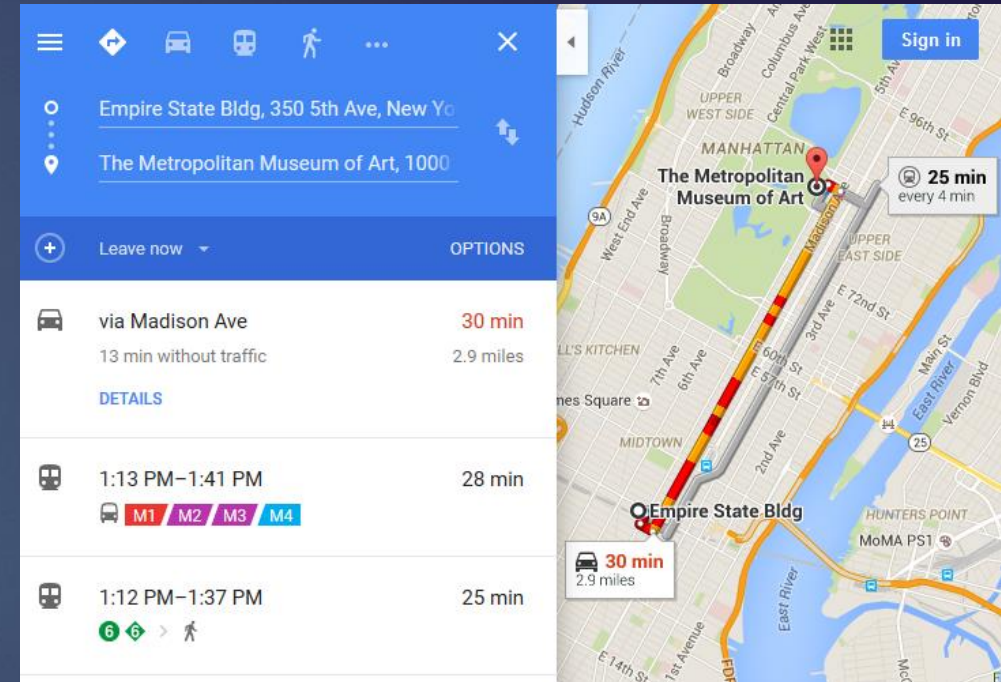 Empire State Bldg, 350 5th Ave, New Yo
The Metropolitan Museum of Art, 1000
Leave now
OPTIONS
via Madison Ave
30 min
13 min without traffic
2.9 miles
DETAILS
1:13 PM–1:41 PM
28 min
M1 M2 M3 M4
1:12 PM–1:37 PM
25 min
6 6
Sign in
Hudson River
Broadway
Columbus Ave
Central Park West
5th Av
E 96th St
UPPER
WEST SIDE
MANHATTAN
The Metropolitan
Museum of Art
25 min
every 4 min
9A
West End Ave
Broadway
Madison Ave
UPPER
EAST SIDE
E 72nd St
3rd Ave
LL'S KITCHEN
7th Ave
6th Ave
E 60th St
E 57th St
Main St
East River
Vernon Blvd
mes Square
MIDTOWN
2nd Ave
25
Empire State Bldg
HUNTERS POINT
MoMA PS1
30 min
2.9 miles
East River
1st Avenue
E 14th St
FDR
McG